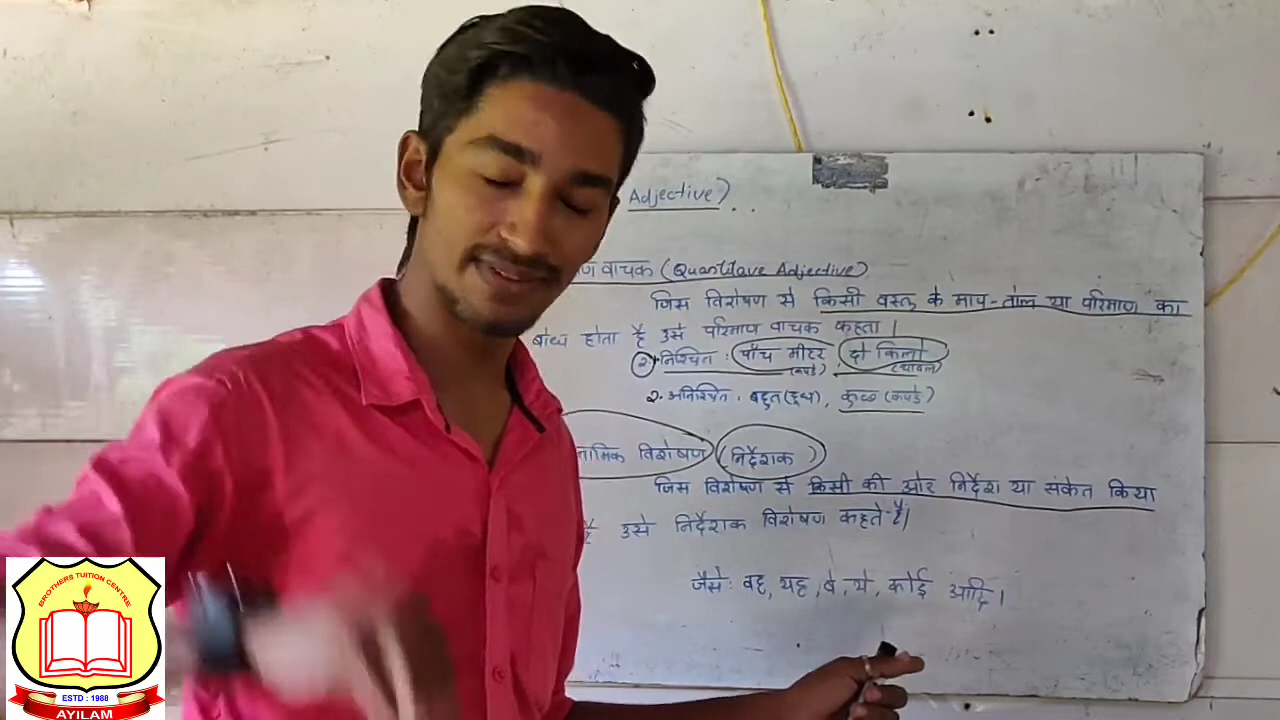 Adjective)
ण वाचक (Quantitave Adjective)
जिस विशेषण से किसी वस्तु के माप-तोल या परिमाण का
बोध होता है उसे परिमाण वाचक कहता।
2 निश्चित : पाँच मीटर (कपडे), दो किलो (चावल)
२. अनिश्चित : बहुत (दूध), कुछ (कपडे)
नामिक विशेषण (निर्देशक)
जिस विशेषण से किसी की ओर निर्देश या संकेत किया
है उसे निर्देशक विशेषण कहते है।
जैसे : वह, यह, वे, ये, कोई आदि।
BROTHERS TUITION CENTRE
ESTD : 1988
AYILAM